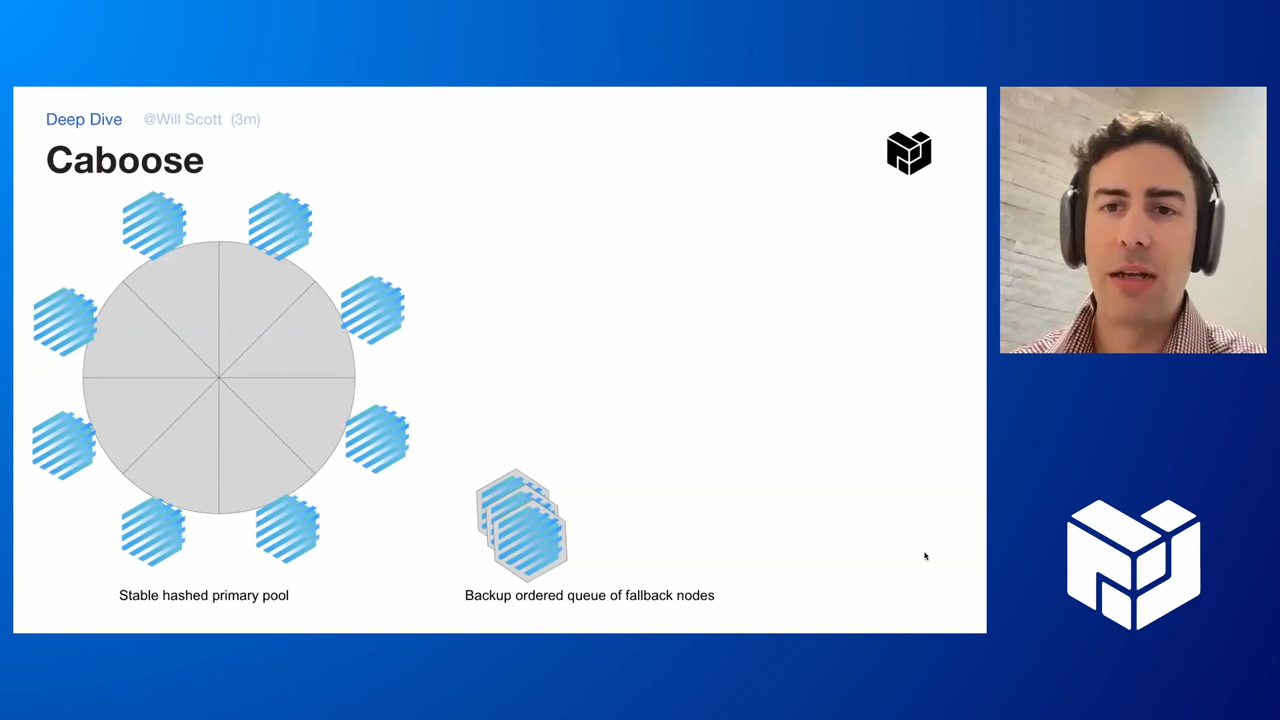 Deep Dive @Will Scott (3m)
Caboose
Stable hashed primary pool
Backup ordered queue of fallback nodes